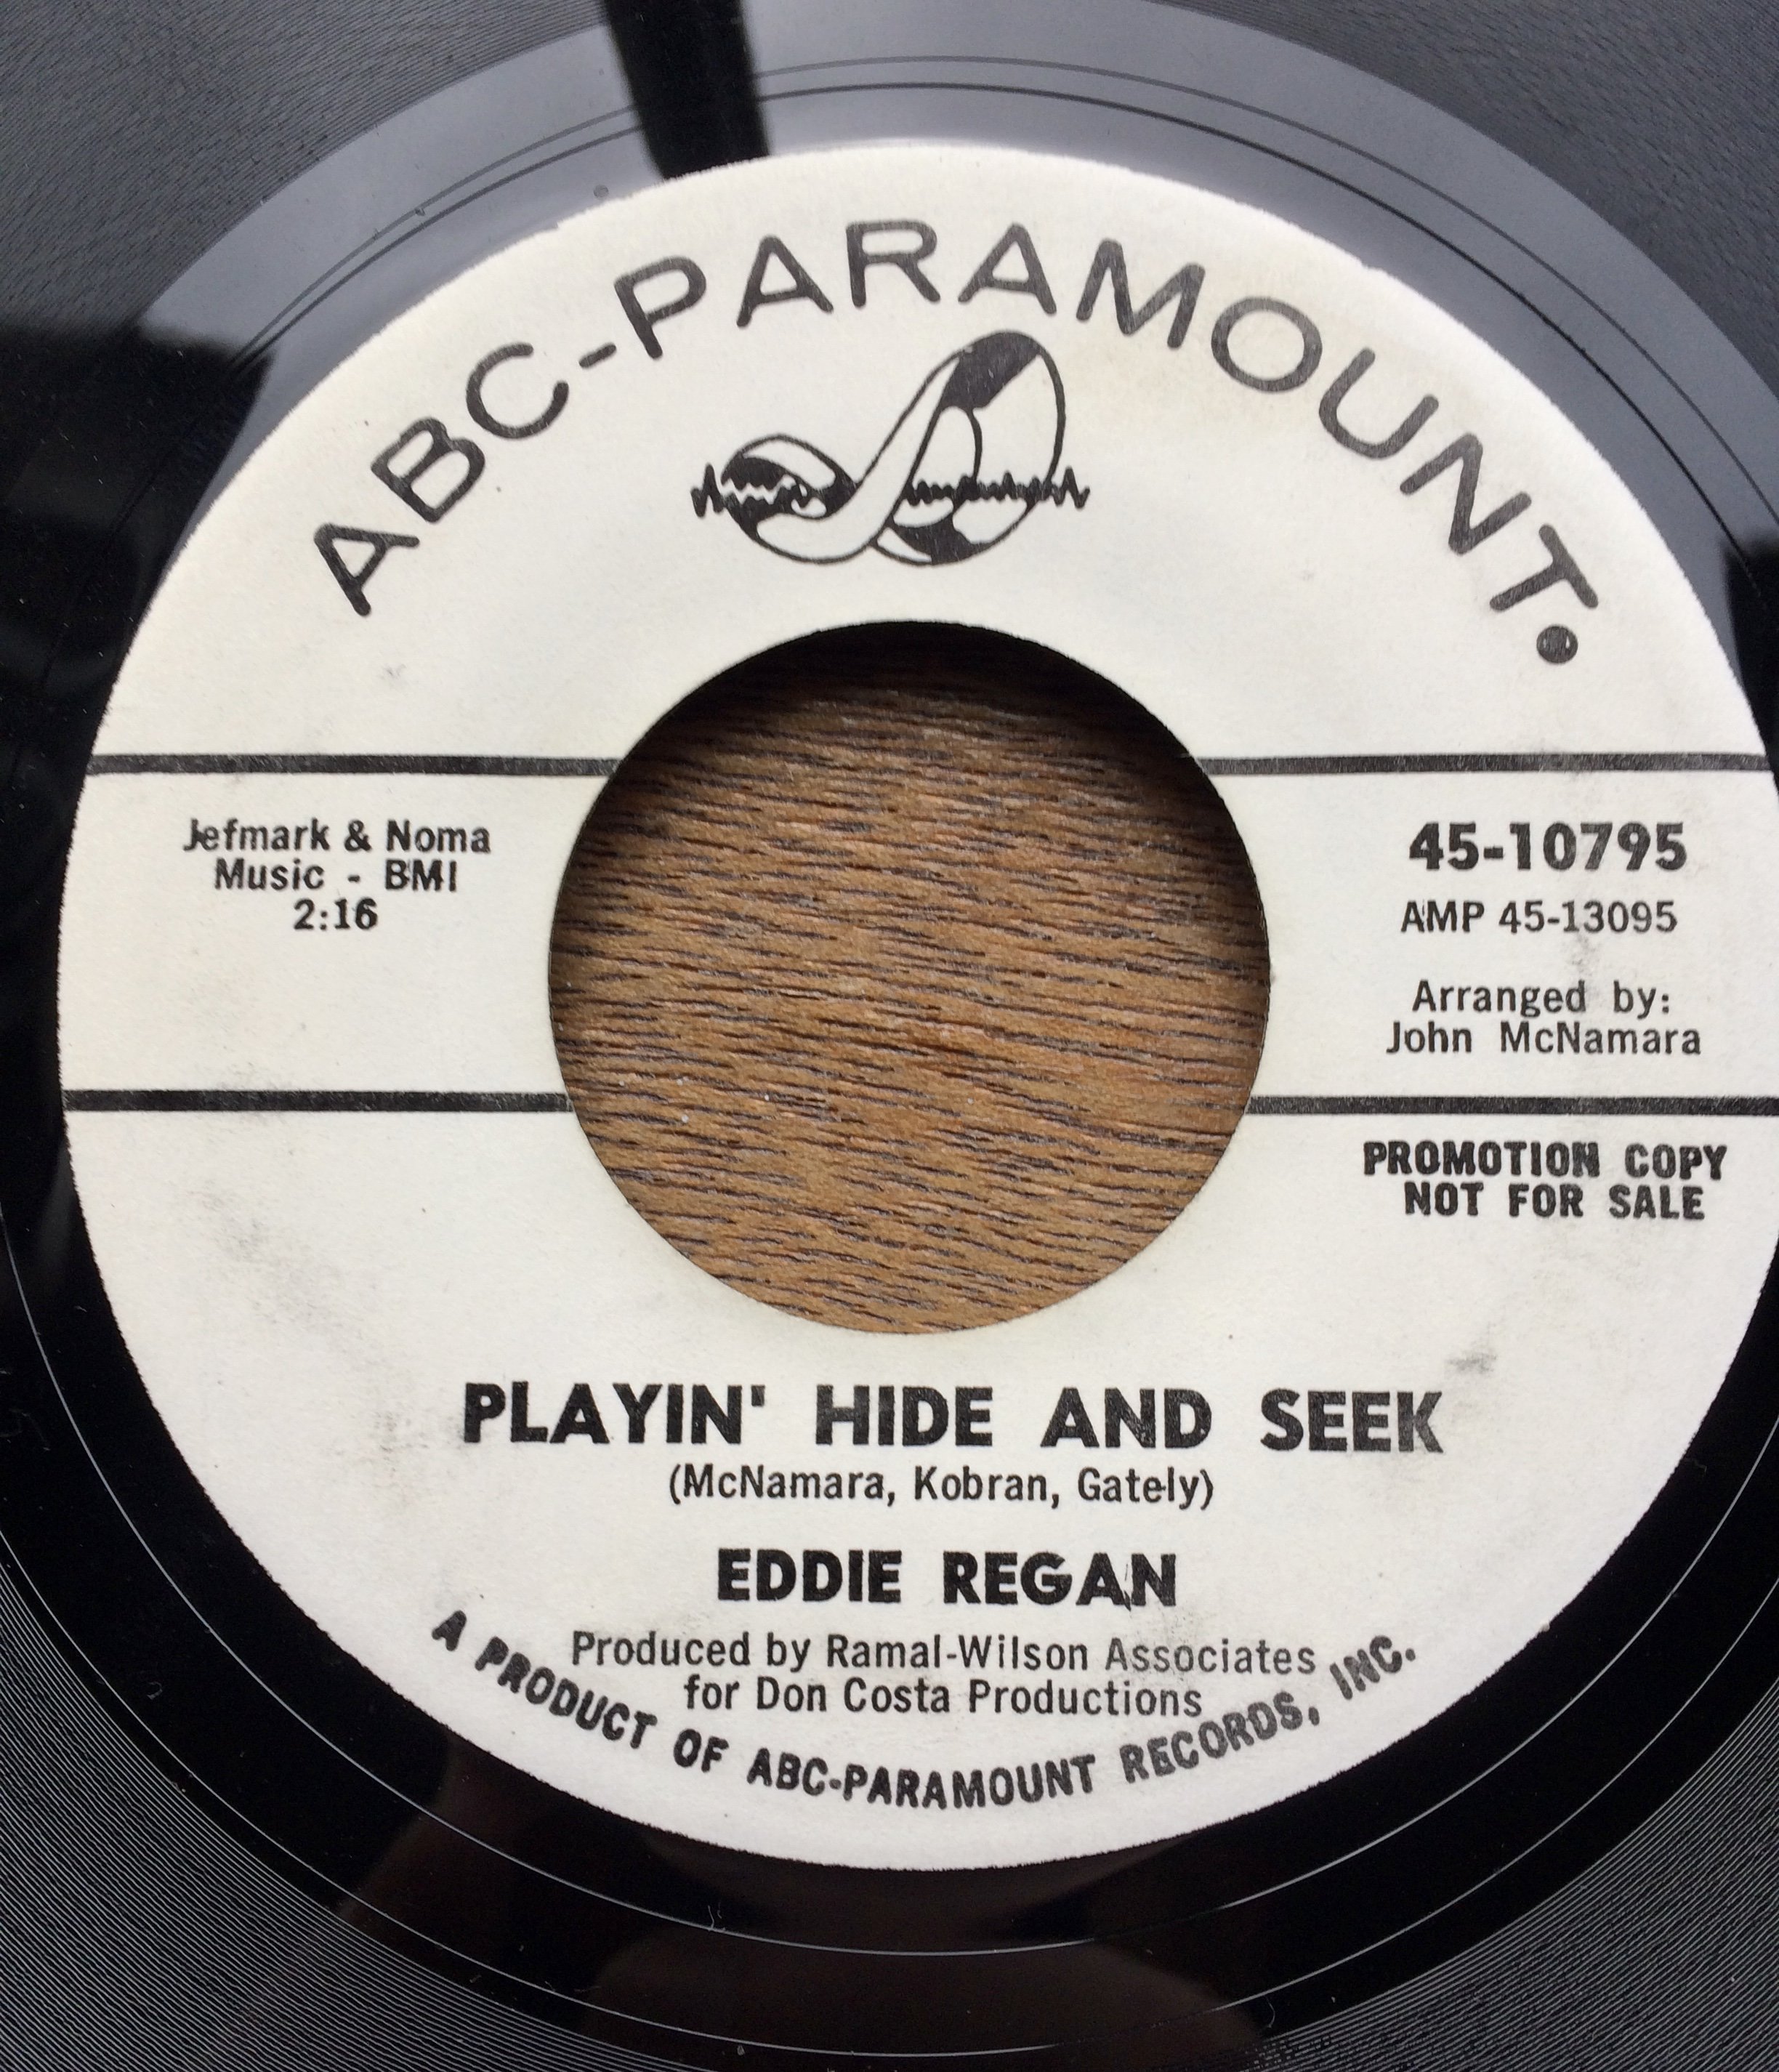 ABC-PARAMOUNT.
Jefmark & Noma
Music - BMI
2:16
45-10795
AMP 45-13095
Arranged by:
John McNamara
PROMOTION COPY
NOT FOR SALE
PLAYIN' HIDE AND SEEK
(McNamara, Kobran, Gately)
EDDIE REGAN
Produced by Ramal-Wilson Associates
for Don Costa Productions
A PRODUCT OF ABC-PARAMOUNT RECORDS, INC.